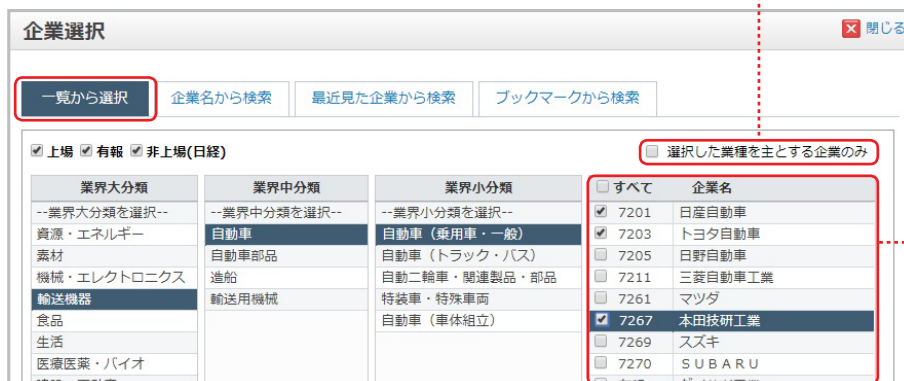 企業選択
閉じる
一覧から選択 企業名から検索 最近見た企業から検索 ブックマークから検索
上場 有報 非上場(日経) 選択した業種を主とする企業のみ
業界大分類 業界中分類 業界小分類 すべて 企業名
--業界大分類を選択-- --業界中分類を選択-- --業界小分類を選択-- 7201 日産自動車
資源・エネルギー 自動車 自動車（乗用車・一般） 7203 トヨタ自動車
素材 自動車部品 自動車（トラック・バス） 7205 日野自動車
機械・エレクトロニクス 造船 自動二輪車・関連製品・部品 7211 三菱自動車工業
輸送機器 輸送用機械 特装車・特殊車両 7261 マツダ
食品 自動車（車体組立） 7267 本田技研工業
生活 7269 スズキ
医療医薬・バイオ 7270 ＳＵＢＡＲＵ